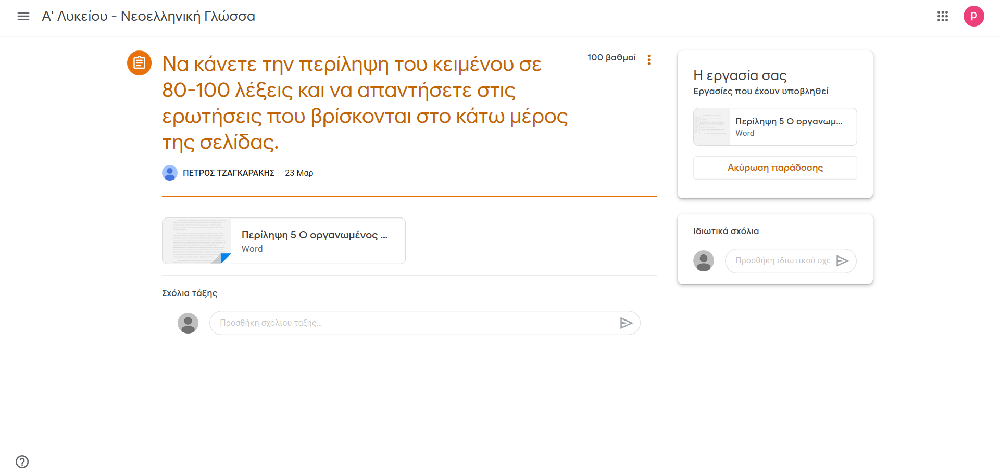 Α' Λυκείου - Νεοελληνική Γλώσσα
p
Να κάνετε την περίληψη του κειμένου σε
80-100 λέξεις και να απαντήσετε στις
ερωτήσεις που βρίσκονται στο κάτω μέρος
της σελίδας.
100 βαθμοί
ΠΕΤΡΟΣ ΤΖΑΓΚΑΡΑΚΗΣ 23 Μαρ
Περίληψη 5 Ο οργανωμένος ...
Word
Σχόλια τάξης
Προσθήκη σχολίου τάξης...
Η εργασία σας
Εργασίες που έχουν υποβληθεί
Περίληψη 5 Ο οργανωμ...
Word
Ακύρωση παράδοσης
Ιδιωτικά σχόλια
Προσθήκη ιδιωτικού σχο